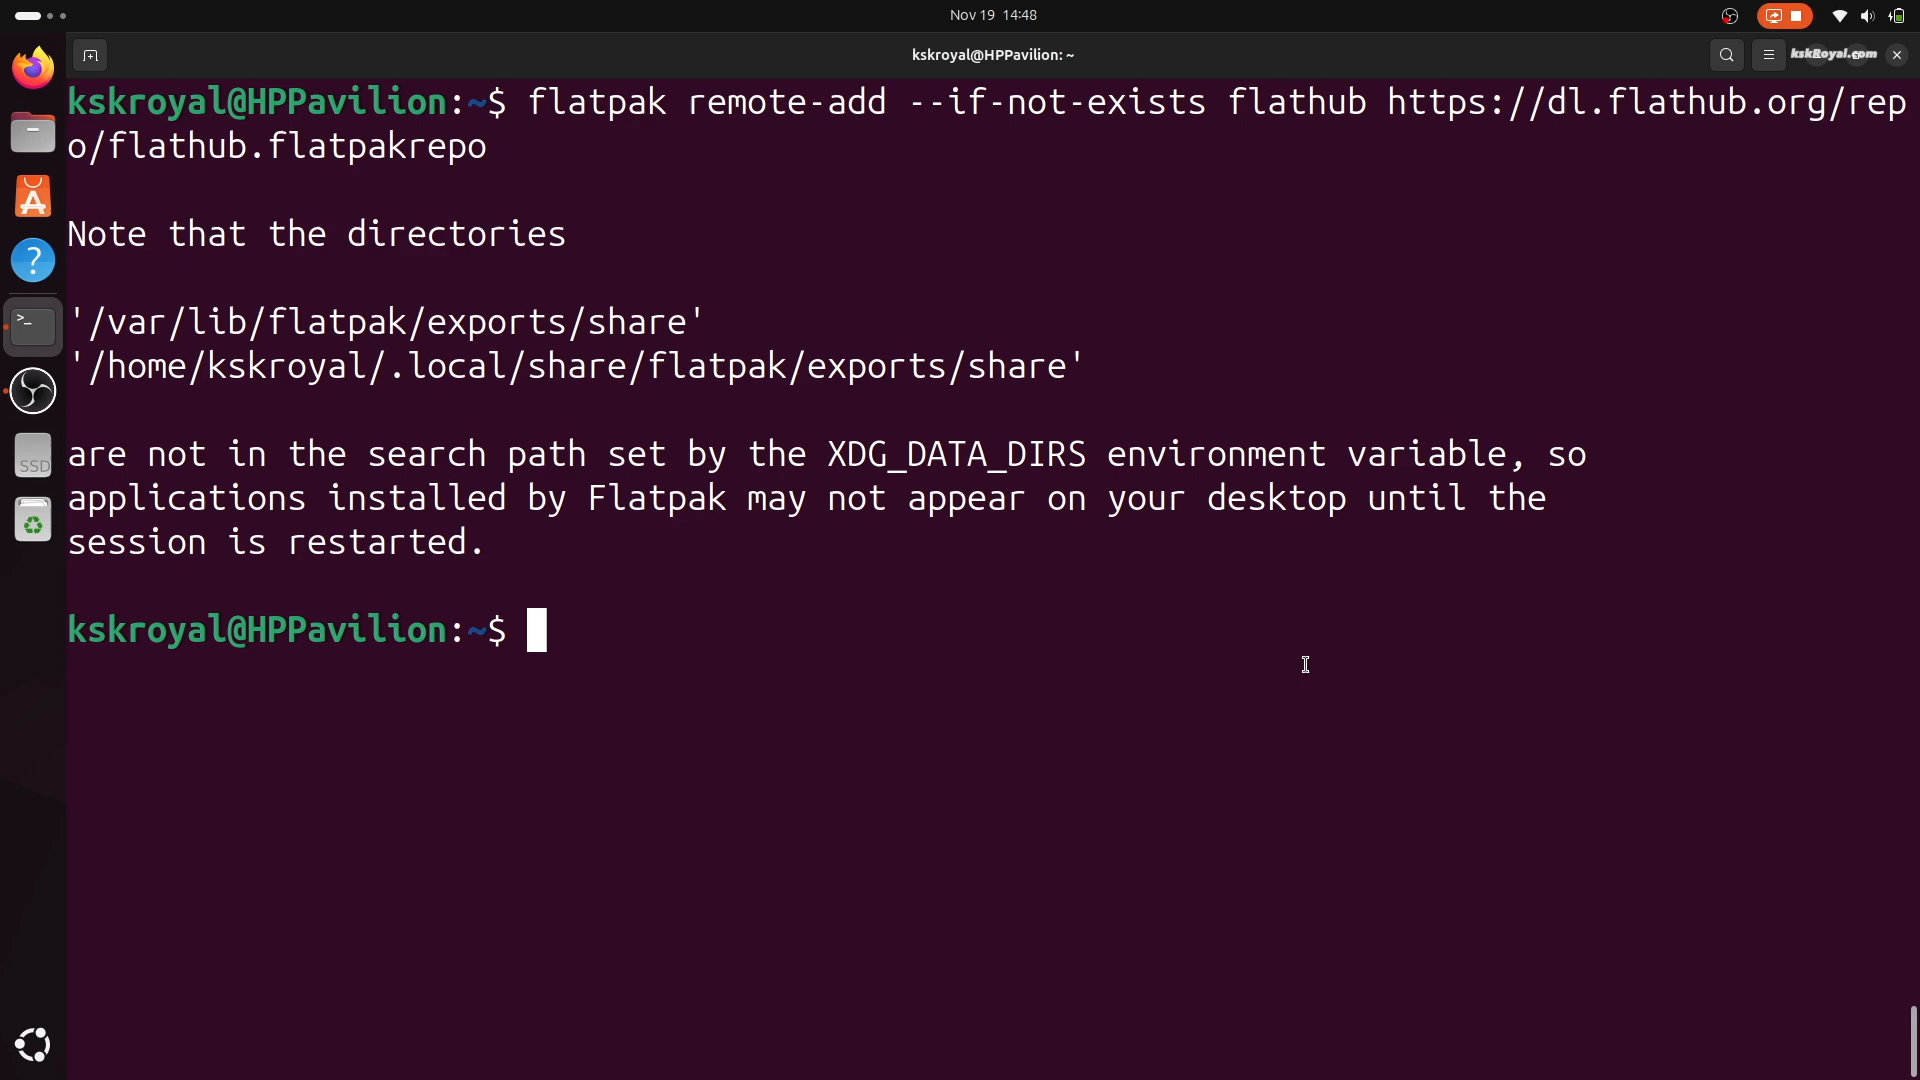 Nov 19 14:48
kskroyal@HPPavilion: ~
kskRoyal.com
kskroyal@HPPavilion:~$ flatpak remote-add --if-not-exists flathub https://dl.flathub.org/rep
o/flathub.flatpakrepo
Note that the directories
'/var/lib/flatpak/exports/share'
'/home/kskroyal/.local/share/flatpak/exports/share'
are not in the search path set by the XDG_DATA_DIRS environment variable, so
applications installed by Flatpak may not appear on your desktop until the
session is restarted.
kskroyal@HPPavilion:~$
SSD